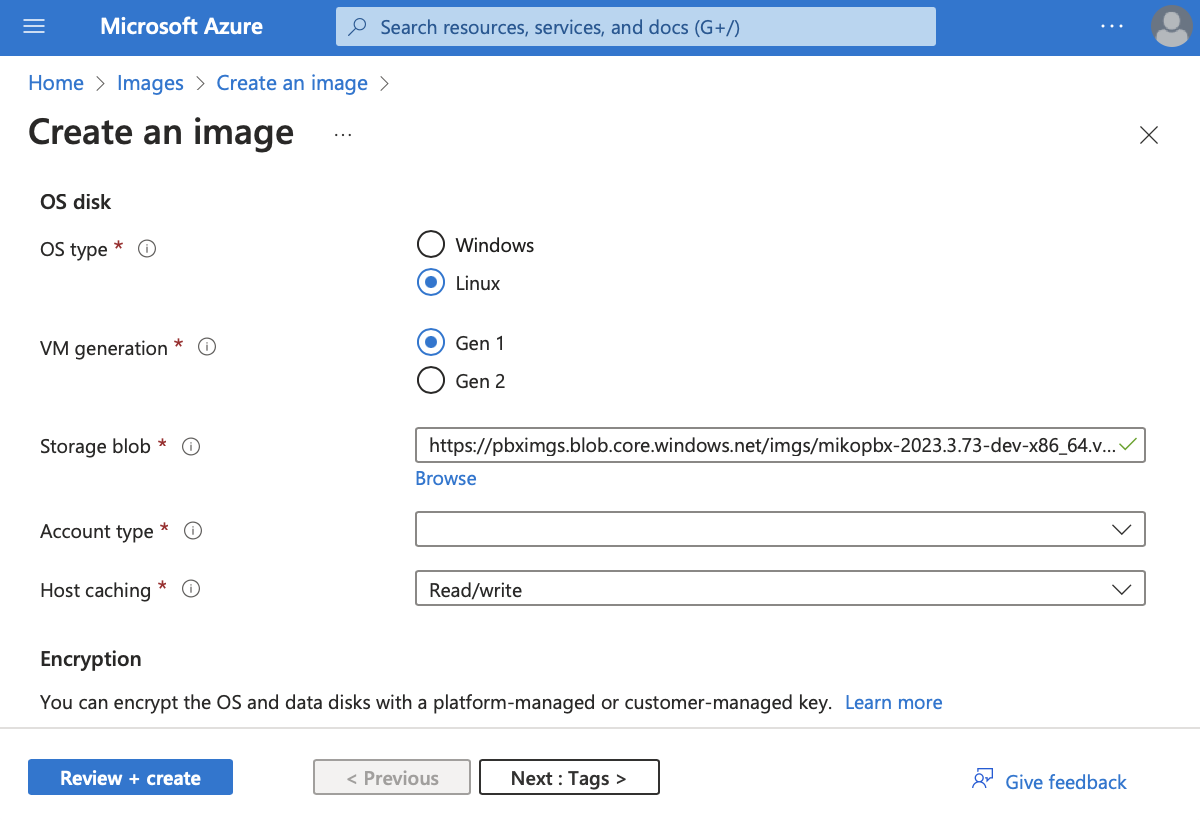 Microsoft Azure
Search resources, services, and docs (G+/)
...
Home > Images > Create an image >
Create an image ...
OS disk
OS type *
Windows
Linux
VM generation *
Gen 1
Gen 2
Storage blob *
https://pbximgs.blob.core.windows.net/imgs/mikopbx-2023.3.73-dev-x86_64.v...
Browse
Account type *
Host caching *
Read/write
Encryption
You can encrypt the OS and data disks with a platform-managed or customer-managed key. Learn more
Review + create
< Previous
Next : Tags >
Give feedback